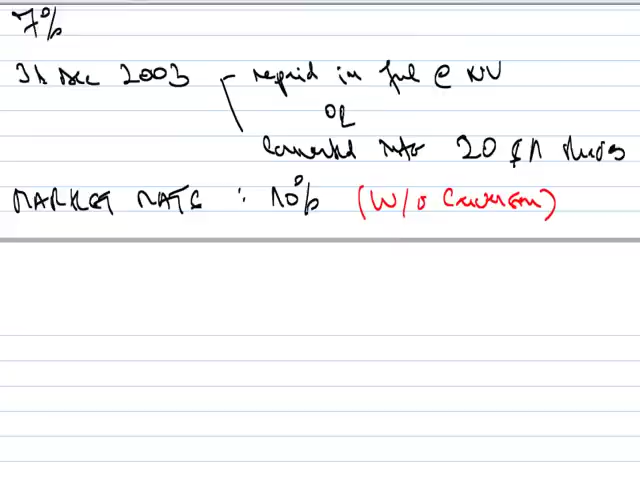 7%
31 Dec 2003 repaid in full @ NV
OR
Converted into 20 $1 shares
MARKET RATE : 10% (W/O Conversion)